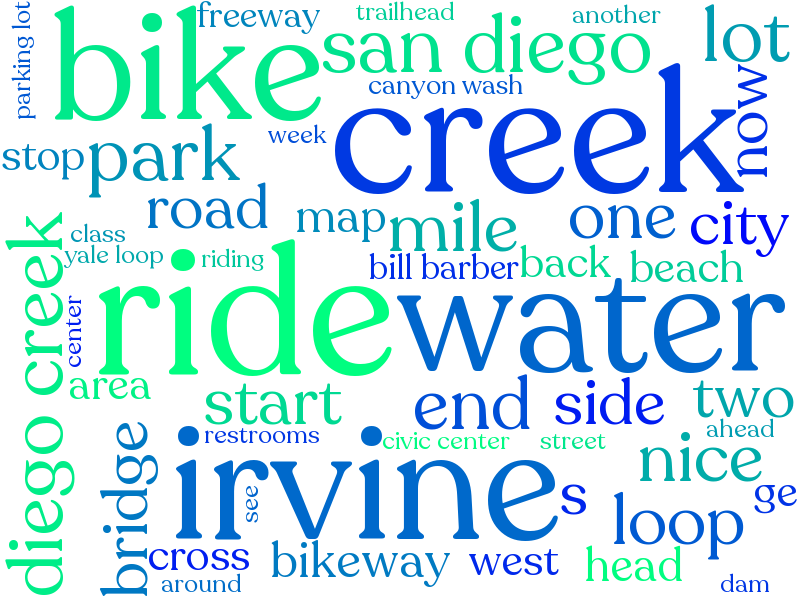 parking lot
freeway
trailhead
another
bike
san diego
lot
canyon wash
creek
now
week
stop
park
road
map
mile
one
city
diego creek
class
yale loop
riding
bill barber
back
beach
center
ride
water
area
start
end
side
two
bridge
restrooms
civic center
street
ahead
nice
see
irvine
s
ge
loop
cross
bikeway
west
head
around
dam